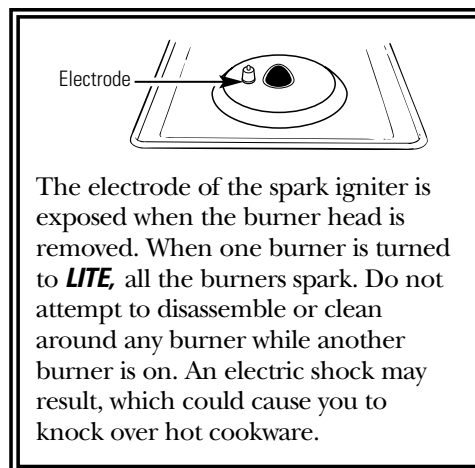 Electrode
The electrode of the spark igniter is
exposed when the burner head is
removed. When one burner is turned
to LITE, all the burners spark. Do not
attempt to disassemble or clean
around any burner while another
burner is on. An electric shock may
result, which could cause you to
knock over hot cookware.